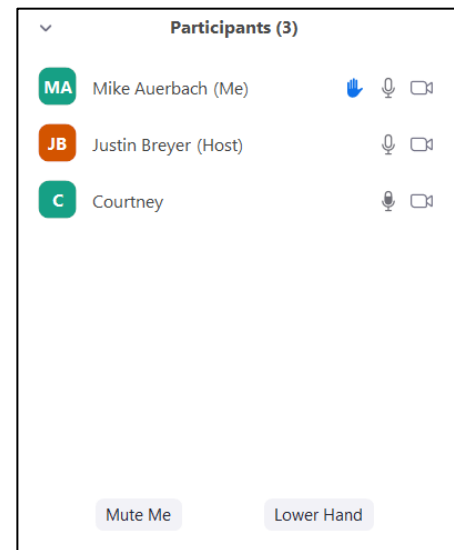 Participants (3)
MA Mike Auerbach (Me)
JB Justin Breyer (Host)
C Courtney
Mute Me Lower Hand